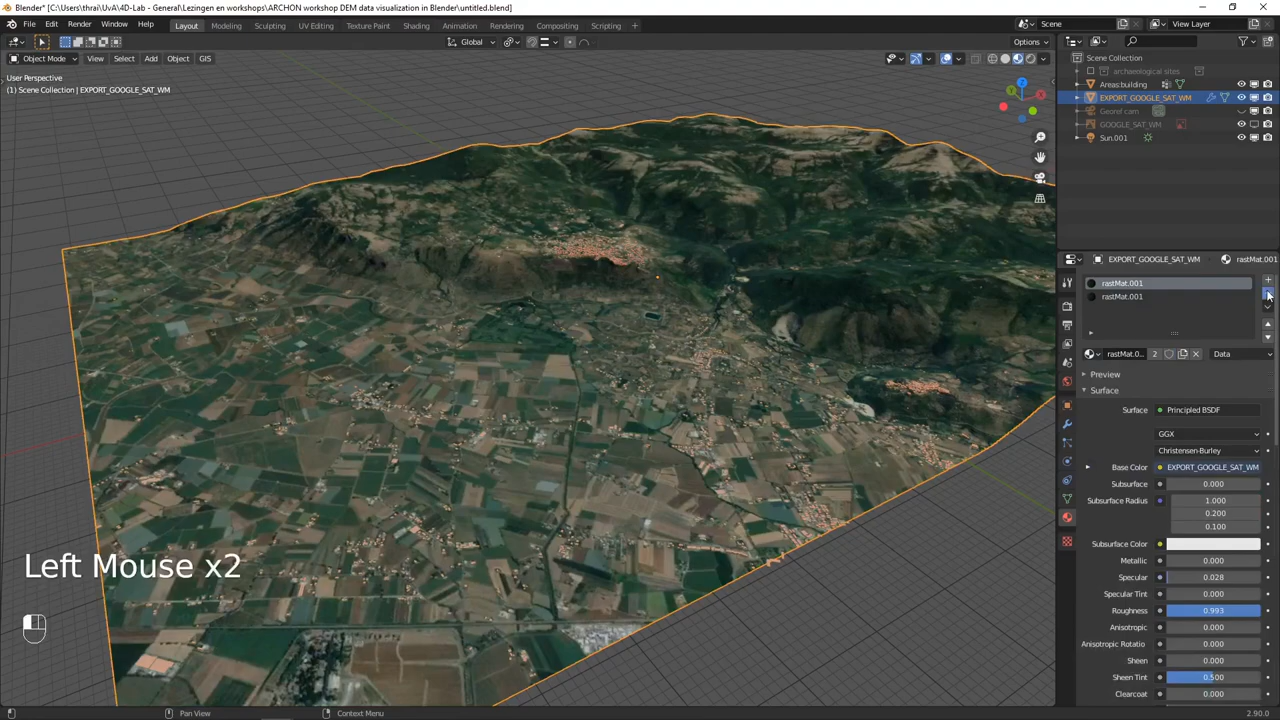 Blender* [C:\Users\thrai\UvA\4D-Lab - General\Lezingen en workshops\ARCHON workshop DEM data visualization in Blender\untitled.blend]
File Edit Render Window Help Layout Modeling Sculpting UV Editing Texture Paint Shading Animation Rendering Compositing Scripting + Scene View Layer
Global Options
Object Mode View Select Add Object GIS
User Perspective
(1) Scene Collection | EXPORT_GOOGLE_SAT_WM
Scene Collection
archaeological sites
Areas:building
EXPORT_GOOGLE_SAT_WM
Georef cam
GOOGLE_SAT_WM
Sun.001
X
Y
Z
EXPORT_GOOGLE_SAT_WM rastMat.001
rastMat.001
rastMat.001
rastMat.0... 2 Data
Preview
Surface
Surface Principled BSDF
GGX
Christensen-Burley
Base Color EXPORT_GOOGLE_SAT_WM
Subsurface 0.000
Subsurface Radius 1.000
0.200
0.100
Subsurface Color
Metallic 0.000
Specular 0.028
Specular Tint 0.000
Roughness 0.993
Anisotropic 0.000
Anisotropic Rotatio 0.000
Sheen 0.000
Sheen Tint 0.500
Clearcoat 0.000
Left Mouse x2
Pan View Context Menu 2.90.0